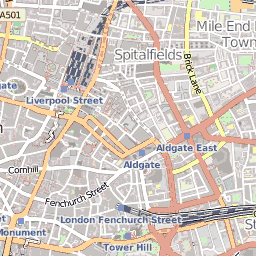 A501
Mile End
Town
Spitalfields
Brick Lane
Liverpool Street
Aldgate East
Aldgate
Cornhill
Fenchurch Street
London Fenchurch Street
Monument
Tower Hill